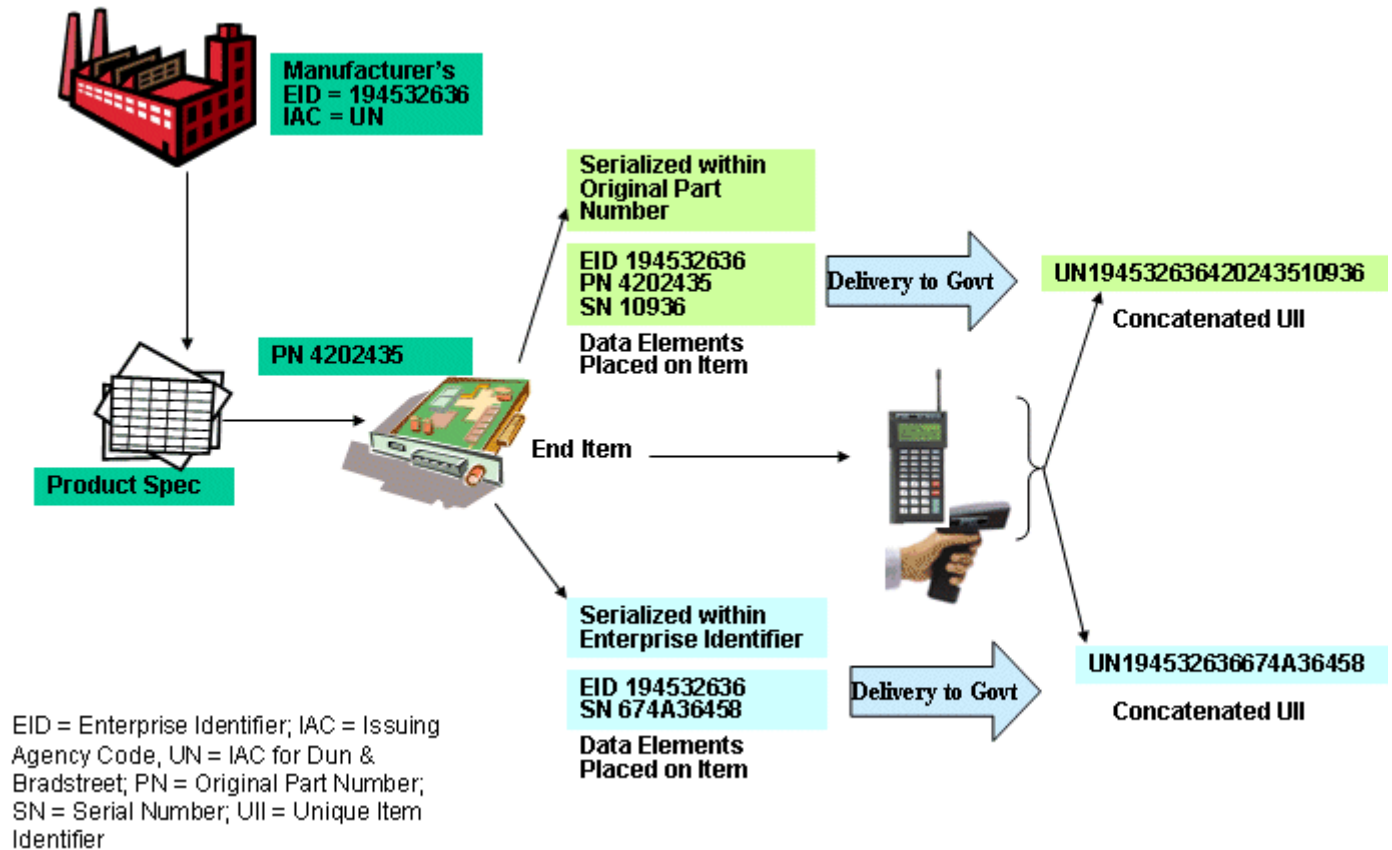 Manufacturer's
EID = 194532636
IAC = UN
Serialized within
Original Part
Number
EID 194532636
PN 4202435
SN 10936
Data Elements
Placed on Item
Delivery to Govt
UN194532636420243510936
Concatenated UII
PN 4202435
Product Spec
End Item
Serialized within
Enterprise Identifier
EID 194532636
SN 674A36458
Data Elements
Placed on Item
Delivery to Govt
UN194532636674A36458
Concatenated UII
EID = Enterprise Identifier; IAC = Issuing
Agency Code, UN = IAC for Dun &
Bradstreet; PN = Original Part Number;
SN = Serial Number; UII = Unique Item
Identifier